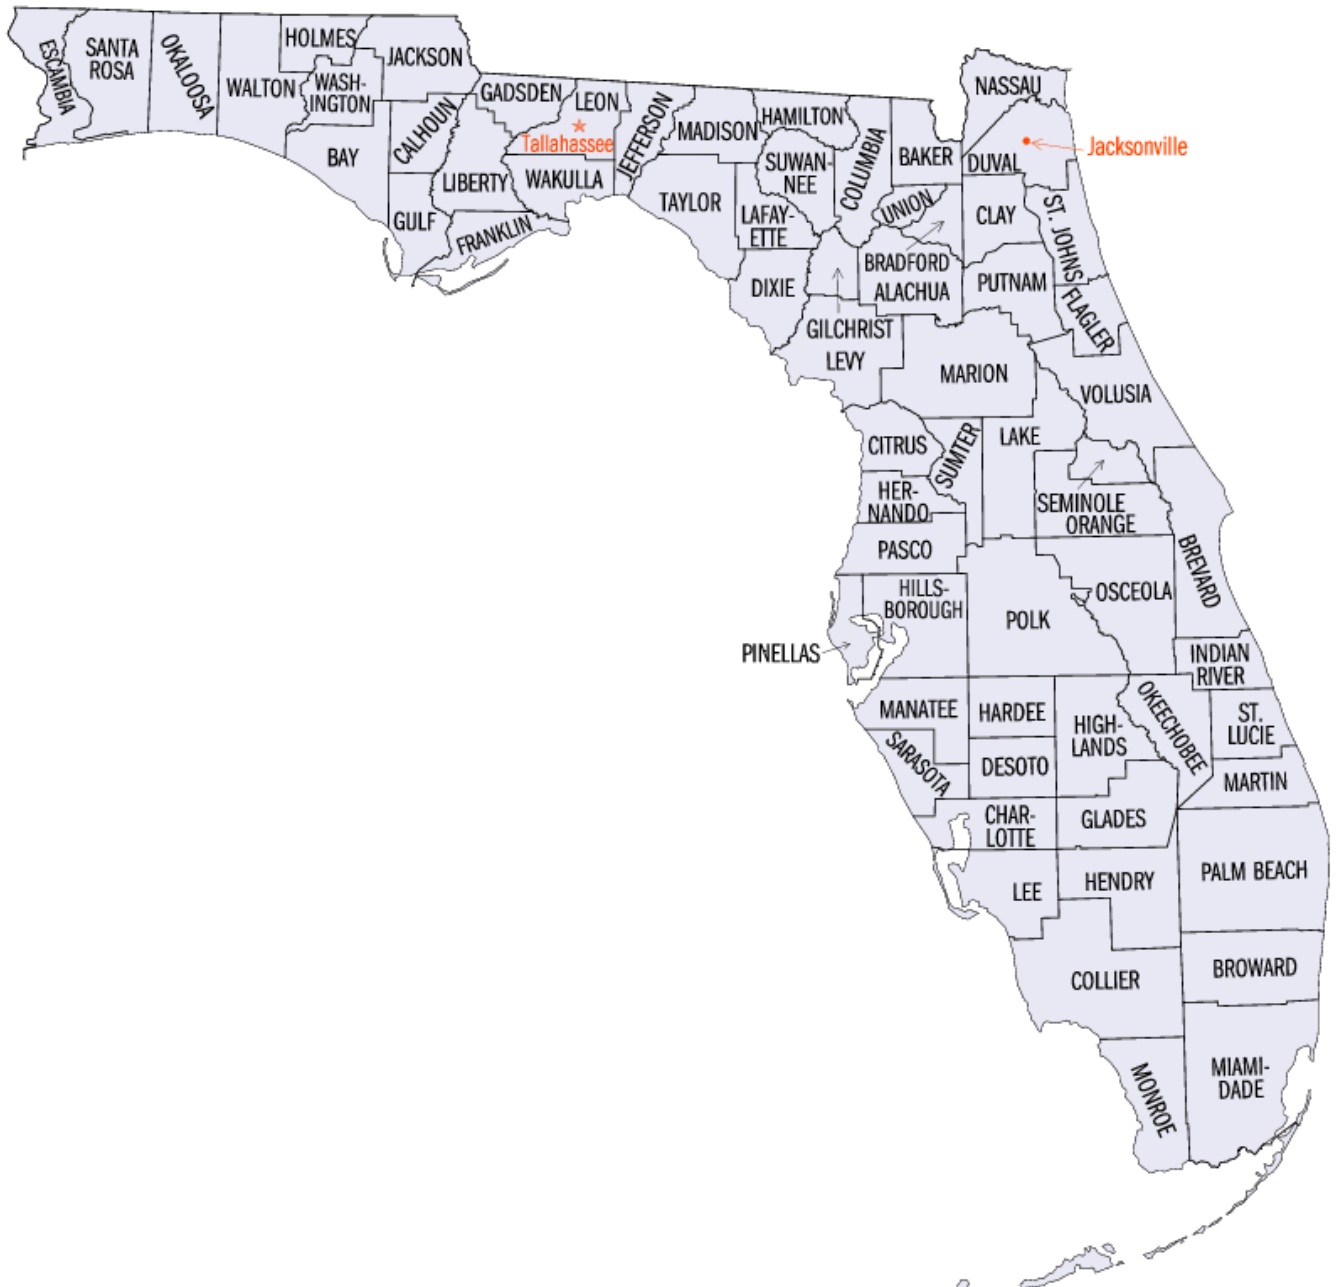 ESCAMBIA
SANTA
ROSA
OKALOOSA
WALTON
HOLMES
WASH-
INGTON
JACKSON
BAY
CALHOUN
GULF
GADSDEN
LIBERTY
FRANKLIN
LEON
Tallahassee
WAKULLA
JEFFERSON
MADISON
TAYLOR
HAMILTON
SUWAN-
NEE
LAFAY-
ETTE
DIXIE
COLUMBIA
BAKER
NASSAU
DUVAL
Jacksonville
UNION
BRADFORD
ALACHUA
GILCHRIST
LEVY
CLAY
ST. JOHNS
PUTNAM
FLAGLER
MARION
VOLUSIA
CITRUS
SUMTER
LAKE
HER-
NANDO
SEMINOLE
ORANGE
PASCO
BREVARD
HILLS-
BOROUGH
PINELLAS
POLK
OSCEOLA
INDIAN
RIVER
MANATEE
HARDEE
HIGH-
LANDS
OKEECHOBEE
ST.
LUCIE
SARASOTA
DESOTO
MARTIN
CHAR-
LOTTE
GLADES
LEE
HENDRY
PALM BEACH
COLLIER
BROWARD
MONROE
MIAMI-
DADE